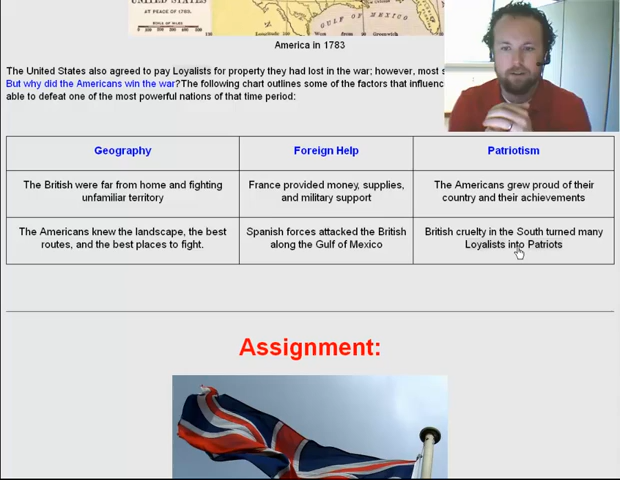 UNITED STATES
AT PEACE OF 1783.
SCALE OF MILES
GULF OF MEXICO
America in 1783
The United States also agreed to pay Loyalists for property they had lost in the war; however, most
But why did the Americans win the war?The following chart outlines some of the factors that
able to defeat one of the most powerful nations of that time period:
Geography
Foreign Help
Patriotism
The British were far from home and fighting
unfamiliar territory
France provided money, supplies,
and military support
The Americans grew proud of their
country and their achievements
The Americans knew the landscape, the best
routes, and the best places to fight.
Spanish forces attacked the British
along the Gulf of Mexico
British cruelty in the South turned many
Loyalists into Patriots
Assignment: